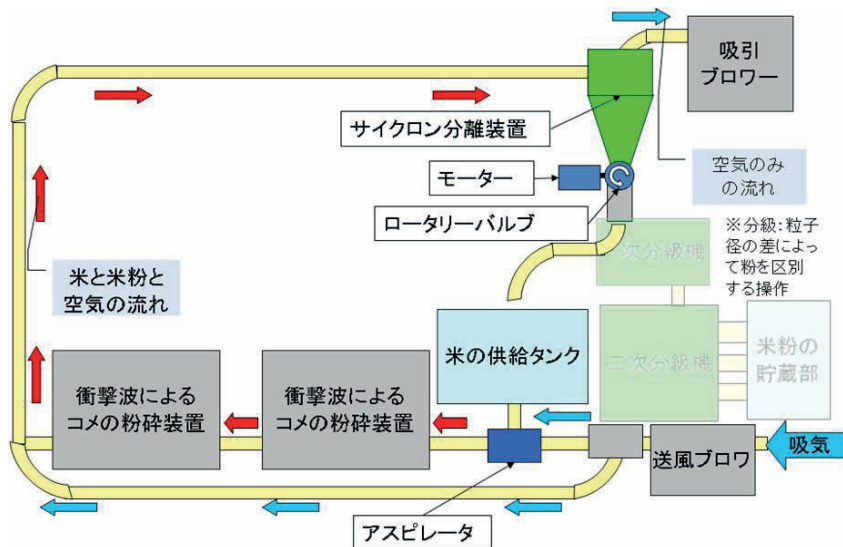 吸引
ブロワー
サイクロン分離装置
モーター
ロータリーバルブ
空気のみ
の流れ
※分級：粒子
径の差によっ
て粉を区別
する操作
米と米粉と
空気の流れ
次分級機
米の供給タンク
二次分級機
米粉の
貯蔵部
衝撃波による
コメの粉砕装置
衝撃波による
コメの粉砕装置
送風ブロワ
吸気
アスピレータ